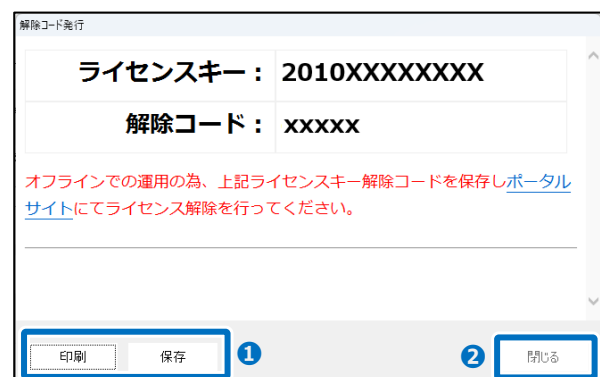 解除コード発行
ライセンスキー： 2010XXXXXXXX
解除コード： xxxxx
オフラインでの運用の為、上記ライセンスキー解除コードを保存しポータル
サイトにてライセンス解除を行ってください。
印刷 保存 ❶ ❷ 閉じる